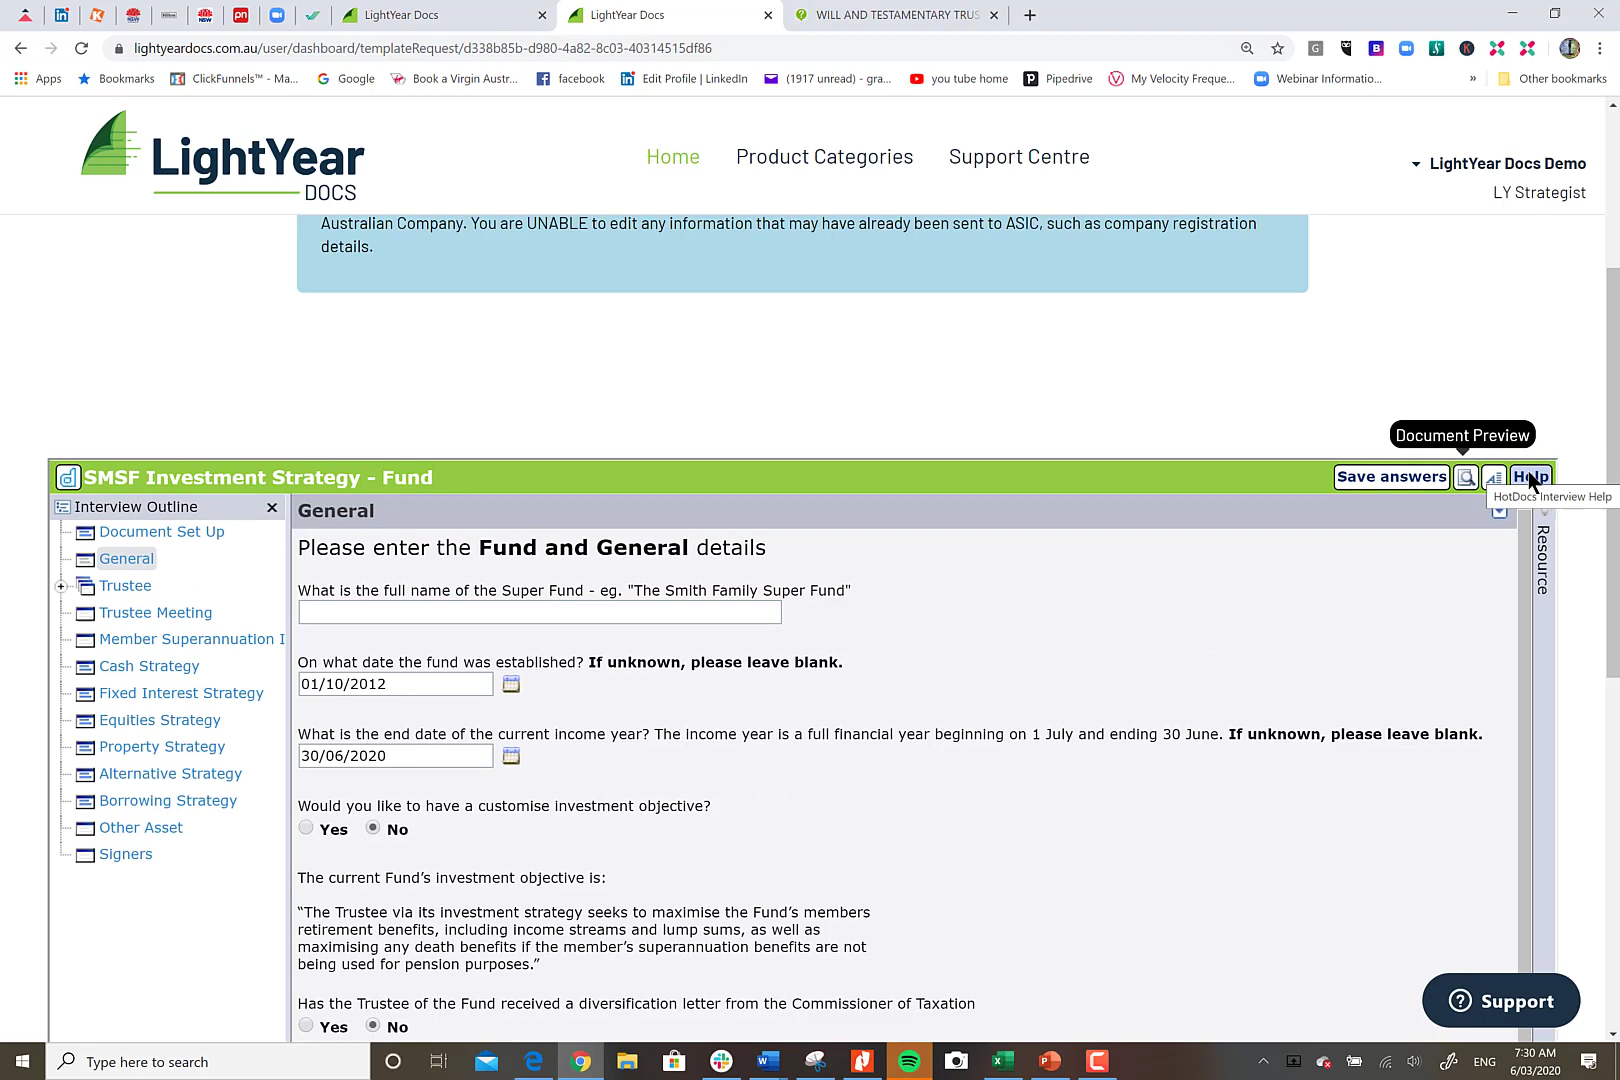 LightYear Docs
LightYear Docs
WILL AND TESTAMENTARY TRUS
lightyeardocs.com.au/user/dashboard/templateRequest/d338b85b-d980-4a82-8c03-40314515df86
Apps
Bookmarks
ClickFunnels™ - Ma...
Google
Book a Virgin Austr...
facebook
Edit Profile | LinkedIn
(1917 unread) - gra...
you tube home
Pipedrive
My Velocity Freque...
Webinar Informatio...
»
Other bookmarks
LightYear
DOCS
Home
Product Categories
Support Centre
LightYear Docs Demo
LY Strategist
Australian Company. You are UNABLE to edit any information that may have already been sent to ASIC, such as company registration
details.
Document Preview
SMSF Investment Strategy - Fund
Save answers
Help
HotDocs Interview Help
Interview Outline
Document Set Up
General
Trustee
Trustee Meeting
Member Superannuation I
Cash Strategy
Fixed Interest Strategy
Equities Strategy
Property Strategy
Alternative Strategy
Borrowing Strategy
Other Asset
Signers
General
Resource
Please enter the Fund and General details
What is the full name of the Super Fund - eg. "The Smith Family Super Fund"
On what date the fund was established? If unknown, please leave blank.
01/10/2012
What is the end date of the current income year? The income year is a full financial year beginning on 1 July and ending 30 June. If unknown, please leave blank.
30/06/2020
Would you like to have a customise investment objective?
Yes No
The current Fund's investment objective is:
“The Trustee via its investment strategy seeks to maximise the Fund’s members
retirement benefits, including income streams and lump sums, as well as
maximising any death benefits if the member’s superannuation benefits are not
being used for pension purposes.”
Has the Trustee of the Fund received a diversification letter from the Commissioner of Taxation
Yes No
Support
Type here to search
ENG
7:30 AM
6/03/2020